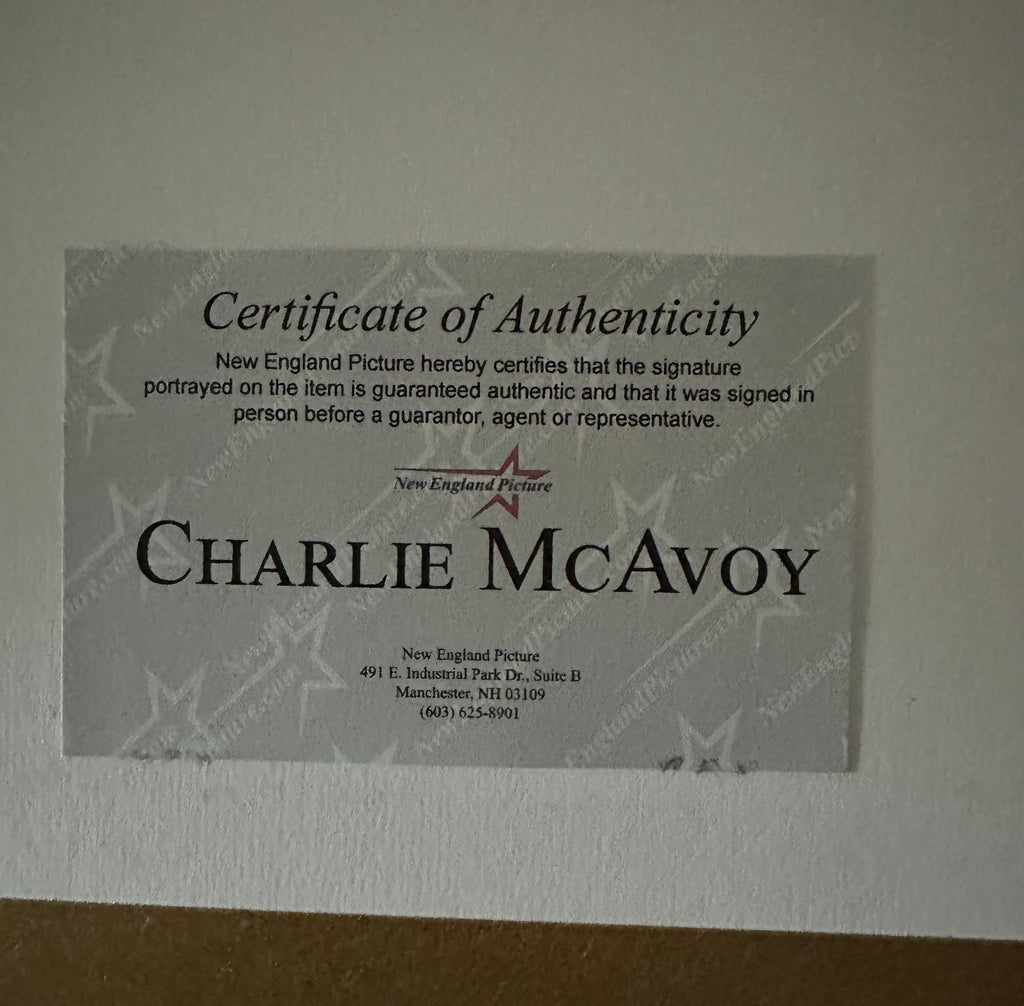 Certificate of Authenticity
New England Picture hereby certifies that the signature
portrayed on the item is guaranteed authentic and that it was signed in
person before a guarantor, agent or representative.
New England Picture
CHARLIE MCAVOY
New England Picture
491 E. Industrial Park Dr., Suite B
Manchester, NH 03109
(603) 625-8901